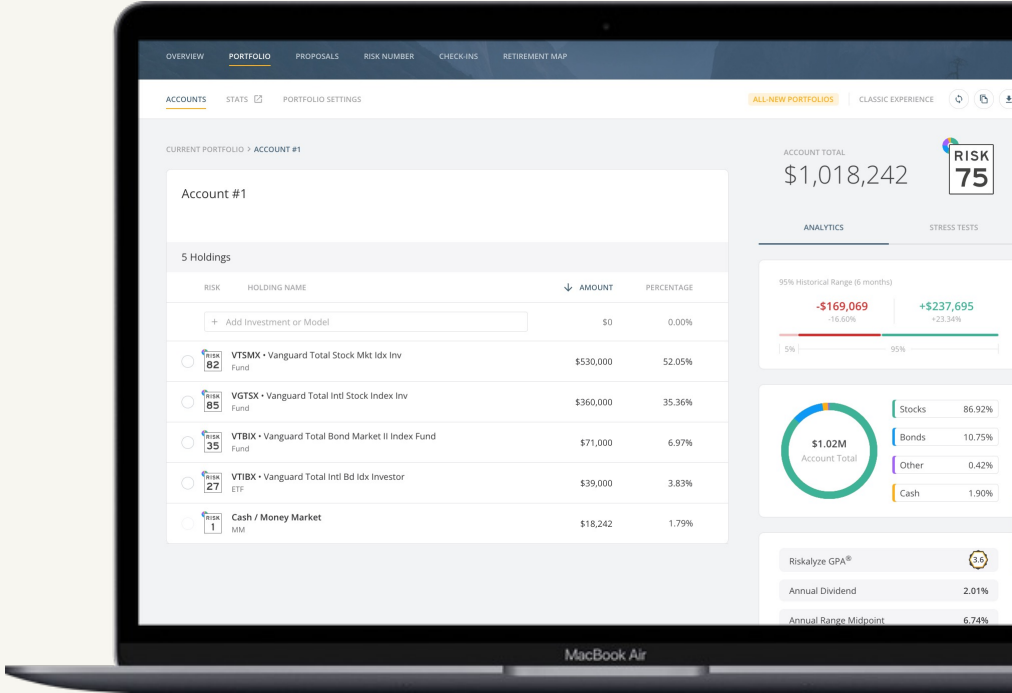 OVERVIEW PORTFOLIO PROPOSALS RISK NUMBER CHECK-INS RETIREMENT MAP
ACCOUNTS STATS PORTFOLIO SETTINGS ALL-NEW PORTFOLIOS CLASSIC EXPERIENCE
CURRENT PORTFOLIO > ACCOUNT #1
Account #1
5 Holdings
RISK HOLDING NAME AMOUNT PERCENTAGE
+ Add Investment or Model $0 0.00%
RISK 82 VTSMX • Vanguard Total Stock Mkt Idx Inv $530,000 52.05%
Fund
RISK 85 VGTSX • Vanguard Total Intl Stock Index Inv $360,000 35.36%
Fund
RISK 35 VTBIX • Vanguard Total Bond Market II Index Fund $71,000 6.97%
Fund
RISK 27 VTIBX • Vanguard Total Intl Bd Idx Investor $39,000 3.83%
ETF
RISK 1 Cash / Money Market $18,242 1.79%
MM
ACCOUNT TOTAL
$1,018,242
RISK
75
ANALYTICS STRESS TESTS
95% Historical Range (6 months)
-$169,069 +$237,695
-16.60% +23.34%
5% 95%
$1.02M
Account Total
Stocks 86.92%
Bonds 10.75%
Other 0.42%
Cash 1.90%
Riskalyze GPA® 3.6
Annual Dividend 2.01%
Annual Range Midpoint 6.74%
MacBook Air